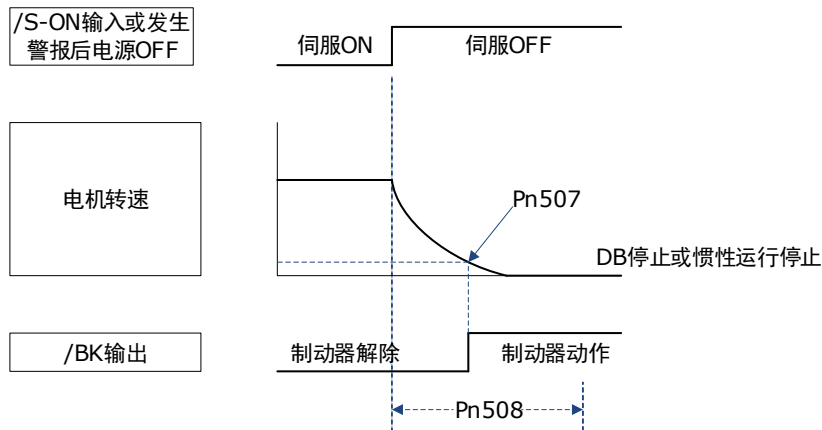 /S-ON输入或发生
警报后电源OFF
伺服ON
伺服OFF
电机转速
Pn507
DB停止或惯性运行停止
/BK输出
制动器解除
制动器动作
Pn508